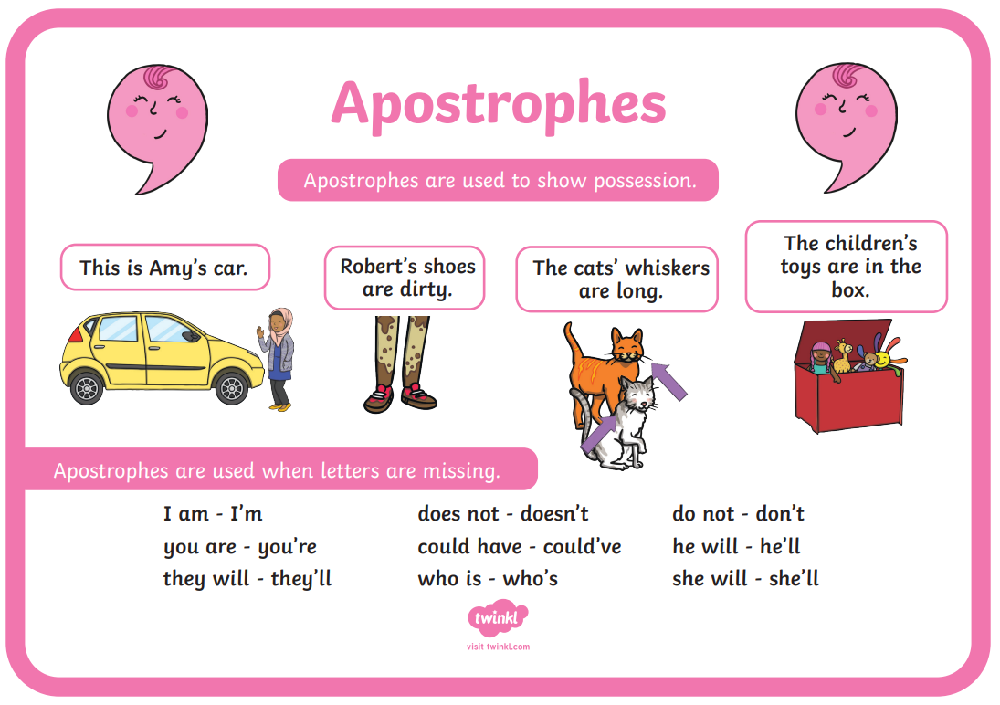 Apostrophes
Apostrophes are used to show possession.
This is Amy’s car.
Robert’s shoes
are dirty.
The cats’ whiskers
are long.
The children’s
toys are in the
box.
Apostrophes are used when letters are missing.
I am - I’m
you are - you’re
they will - they’ll
does not - doesn’t
could have - could’ve
who is - who’s
do not - don’t
he will - he’ll
she will - she’ll
twinkl
visit twinkl.com